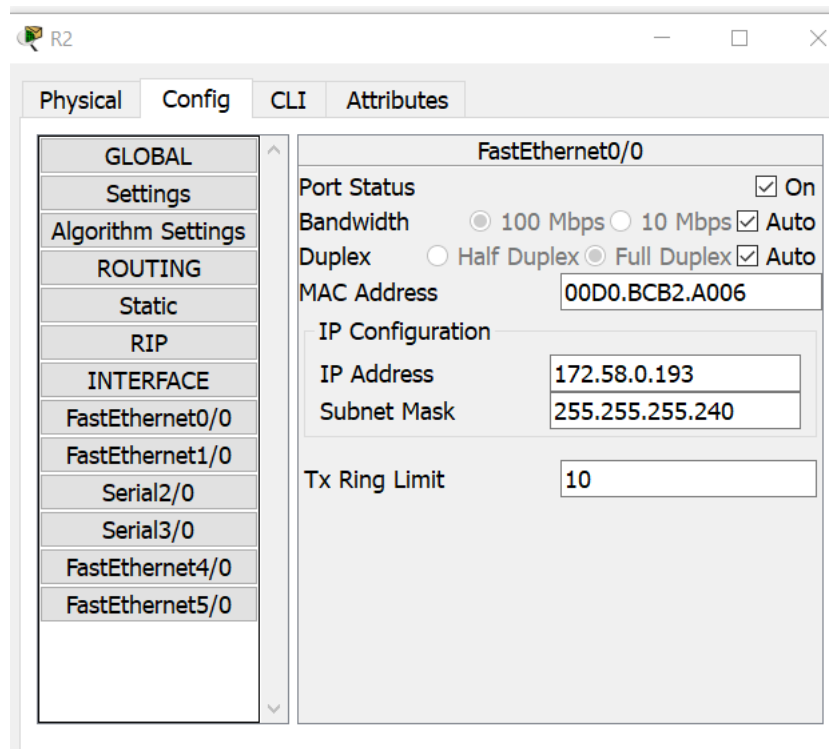 R2
Physical Config CLI Attributes
GLOBAL
Settings
Algorithm Settings
ROUTING
Static
RIP
INTERFACE
FastEthernet0/0
FastEthernet1/0
Serial2/0
Serial3/0
FastEthernet4/0
FastEthernet5/0
FastEthernet0/0
Port Status On
Bandwidth 100 Mbps 10 Mbps Auto
Duplex Half Duplex Full Duplex Auto
MAC Address 00D0.BCB2.A006
IP Configuration
IP Address 172.58.0.193
Subnet Mask 255.255.255.240
Tx Ring Limit 10